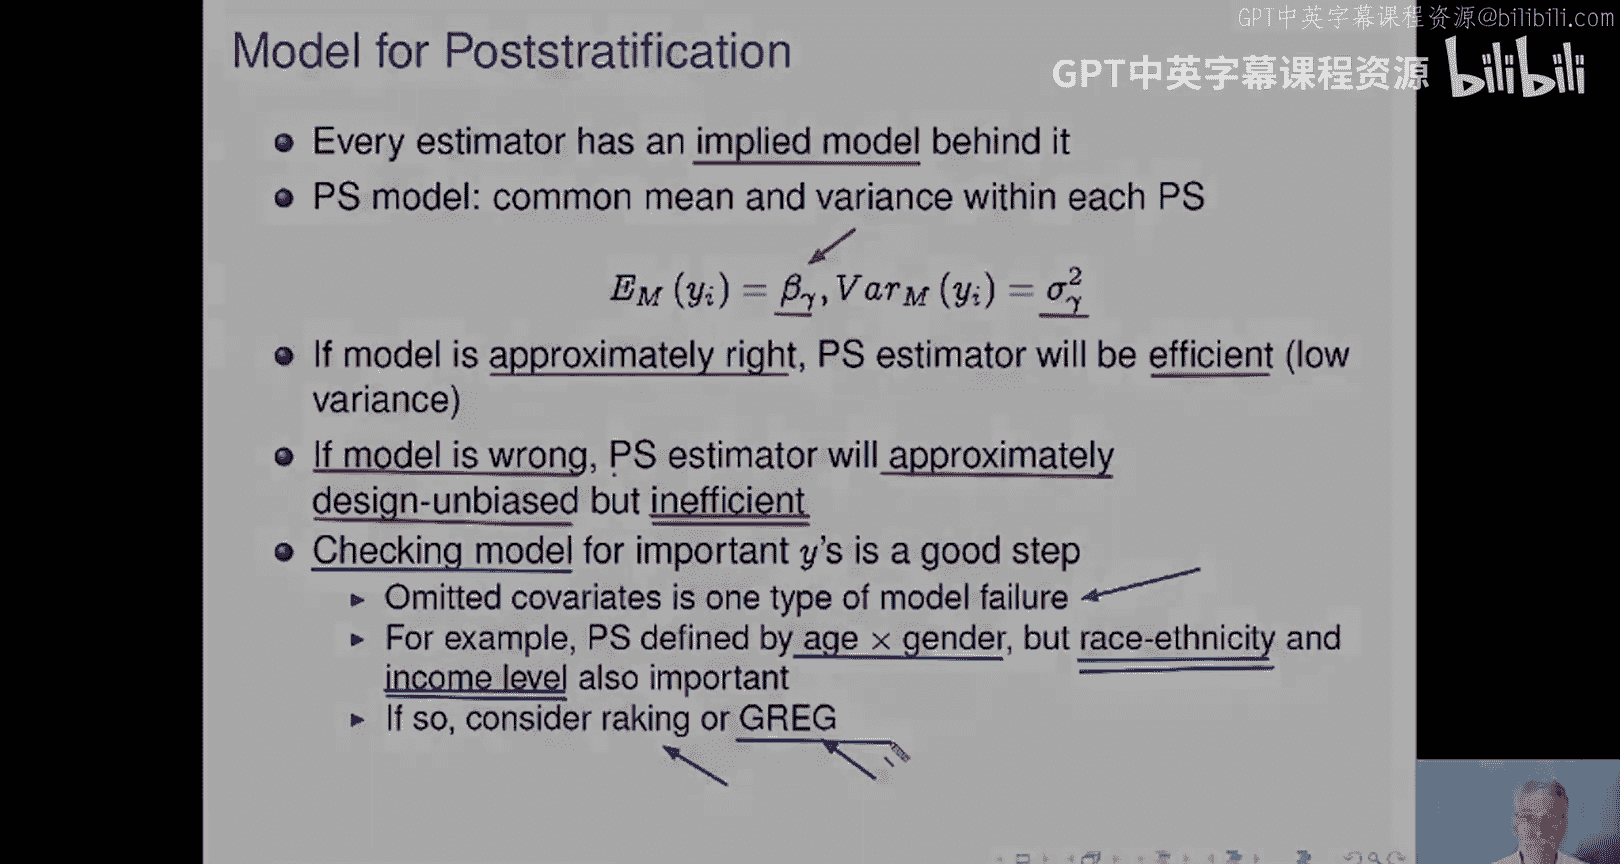 GPT中英字幕课程资源@bilibili.com
Model for Poststratification
GPT中英字幕课程资源 bilibili
Every estimator has an implied model behind it
PS model: common mean and variance within each PS
E_M (y_i) = β_γ, Var_M (y_i) = σ_γ^2
If model is approximately right, PS estimator will be efficient (low
variance)
If model is wrong, PS estimator will approximately
design-unbiased but inefficient
Checking model for important y's is a good step
Omitted covariates is one type of model failure
For example, PS defined by age × gender, but race-ethnicity and
income level also important
If so, consider raking or GREG